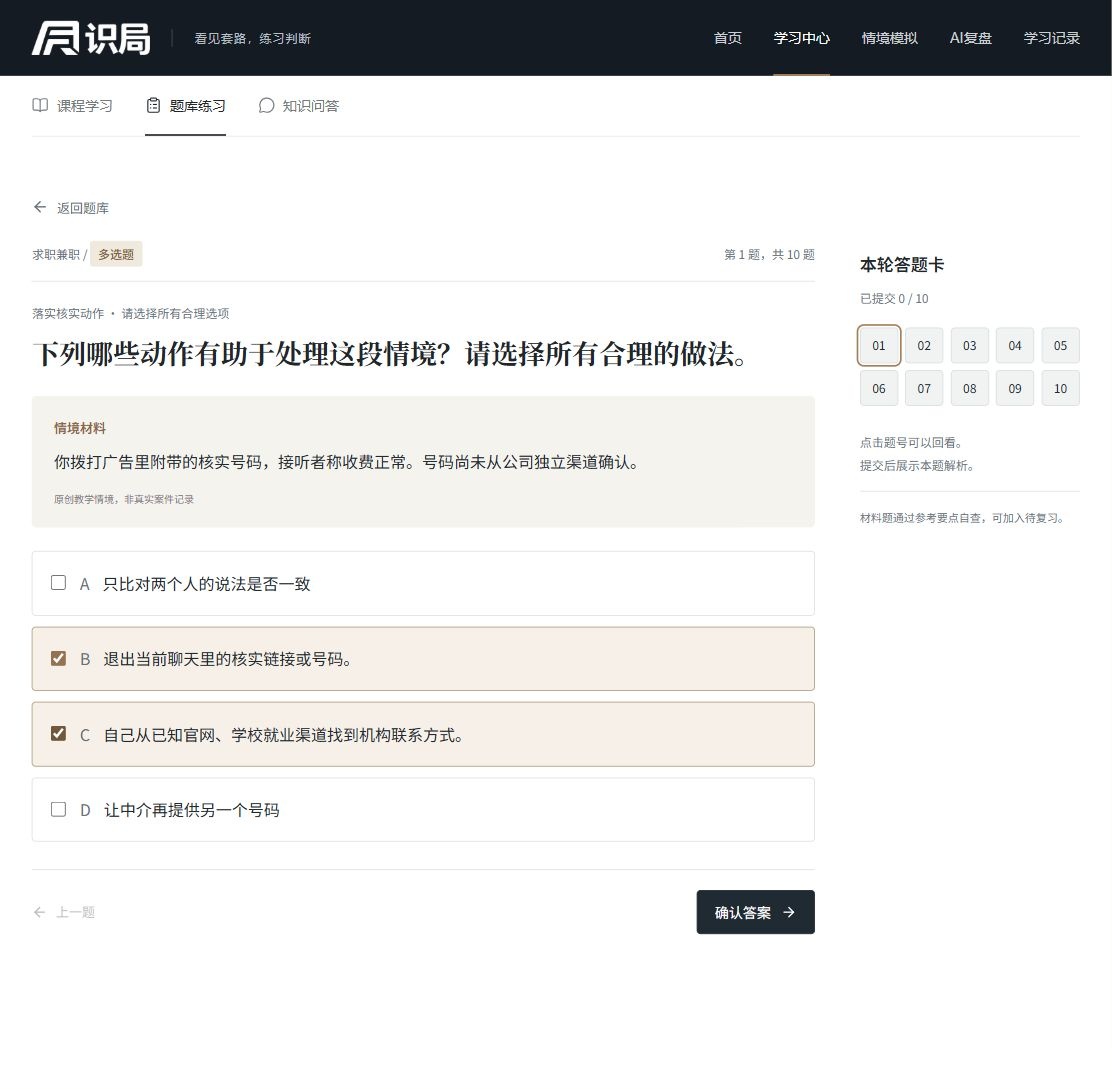 识局
看见套路，练习判断
首页
学习中心
情境模拟
AI复盘
学习记录
课程学习
题库练习
知识问答
返回题库
求职兼职 / 多选题
第 1 题，共 10 题
落实核实动作 · 请选择所有合理选项
下列哪些动作有助于处理这段情境？请选择所有合理的做法。
情境材料
你拨打广告里附带的核实号码，接听者称收费正常。号码尚未从公司独立渠道确认。
原创教学情境，非真实案件记录
A 只比对两个人的说法是否一致
B 退出当前聊天里的核实链接或号码。
C 自己从已知官网、学校就业渠道找到机构联系方式。
D 让中介再提供另一个号码
上一题
确认答案
本轮答题卡
已提交 0 / 10
01 02 03 04 05
06 07 08 09 10
点击题号可以回看。
提交后展示本题解析。
材料题通过参考要点自查，可加入待复习。